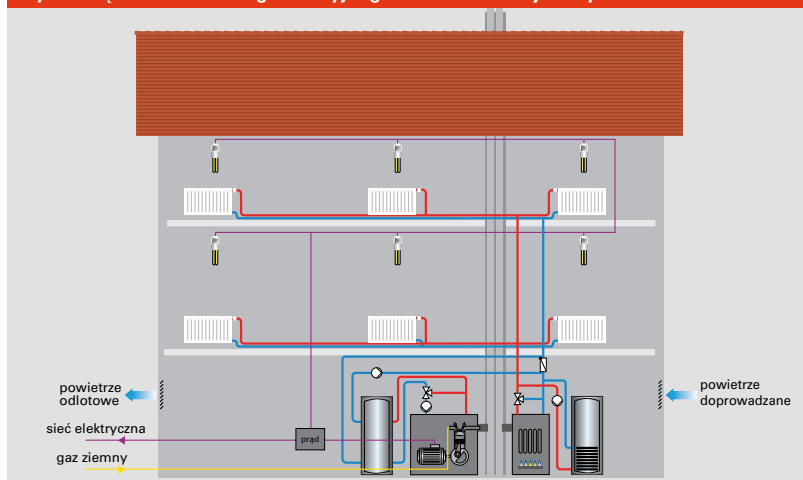 powietrze
odlotowe
powietrze
doprowadzane
sieć elektryczna
prąd
gaz ziemny